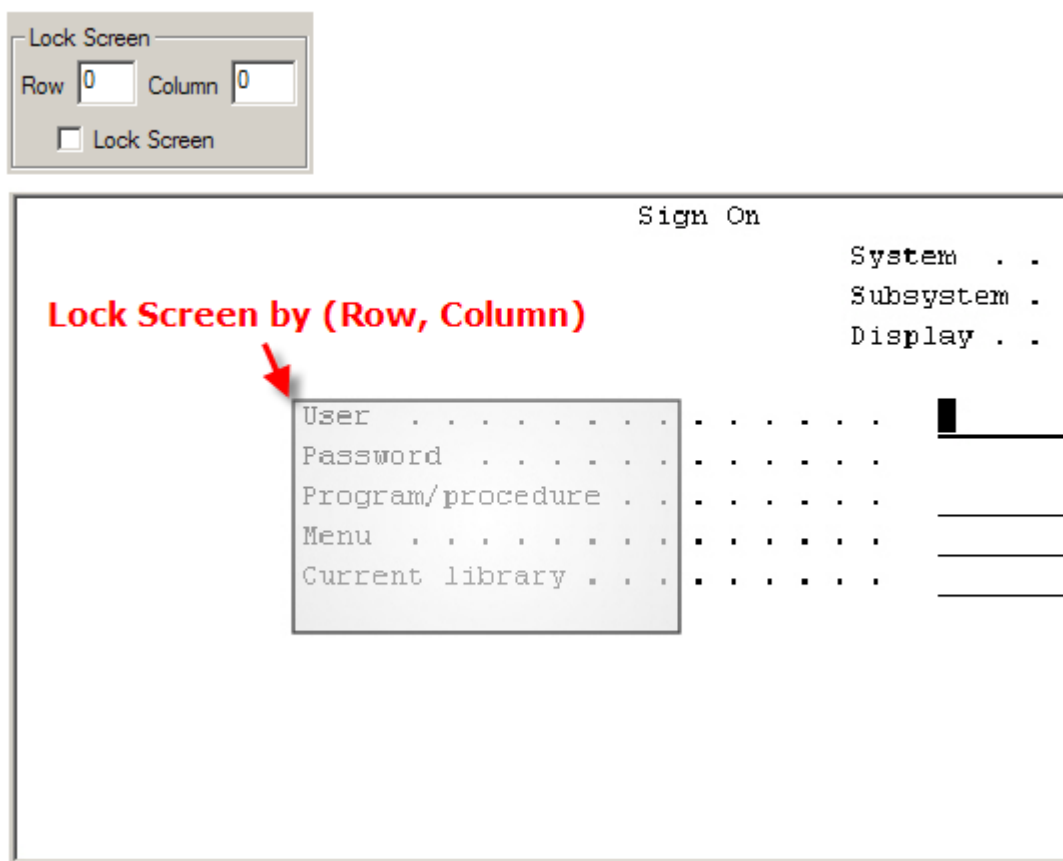 Lock Screen
Row 0 Column 0
Lock Screen
Sign On
System . .
Subsystem .
Lock Screen by (Row, Column)
Display . .
User . . . . . . . . . . . . . .
Password . . . . . . . . . . . .
Program/procedure . . . . . . . .
Menu . . . . . . . . . . . . . .
Current library . . . . . . . . .